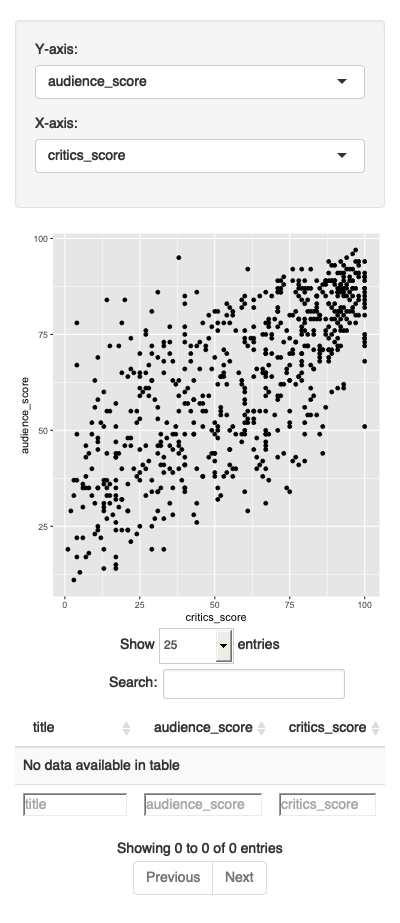 Y-axis:
audience_score
X-axis:
critics_score
100
75
50
25
audience_score
0 25 50 75 100
critics_score
Show 25 entries
Search:
title audience_score critics_score
No data available in table
title audience_score critics_score
Showing 0 to 0 of 0 entries
Previous Next